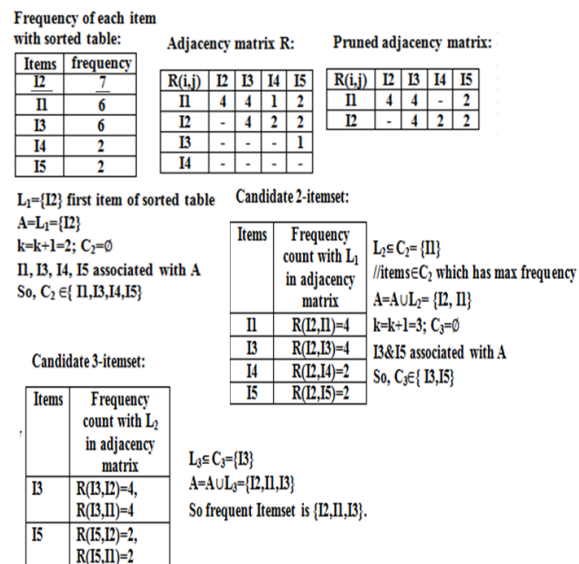 Frequency of each item
with sorted table:
Items frequency
I2 7
I1 6
I3 6
I4 2
I5 2
Adjacency matrix R:
R(i,j) I2 I3 I4 I5
I1 4 4 1 2
I2 - 4 2 2
I3 - - - 1
I4 - - - -
Pruned adjacency matrix:
R(i,j) I2 I3 I4 I5
I1 4 4 - 2
I2 - 4 2 2
L₁={I2} first item of sorted table
A=L₁={I2}
k=k+1=2; C₂=∅
I1, I3, I4, I5 associated with A
So, C₂ ∈{ I1,I3,I4,I5}
Candidate 2-itemset:
Items Frequency
count with L₁
in adjacency
matrix
I1 R(I2,I1)=4
I3 R(I2,I3)=4
I4 R(I2,I4)=2
I5 R(I2,I5)=2
L₂⊆C₂= {I1}
//items∈C₂ which has max frequency
A=A∪L₂= {I2, I1}
k=k+1=3; C₃=∅
I3&I5 associated with A
So, C₃∈{ I3,I5}
Candidate 3-itemset:
Items Frequency
count with L₂
in adjacency
matrix
I3 R(I3,I2)=4,
R(I3,I1)=4
I5 R(I5,I2)=2,
R(I5,I1)=2
L₃⊆C₃={I3}
A=A∪L₃={I2,I1,I3}
So frequent Itemset is {I2,I1,I3}.